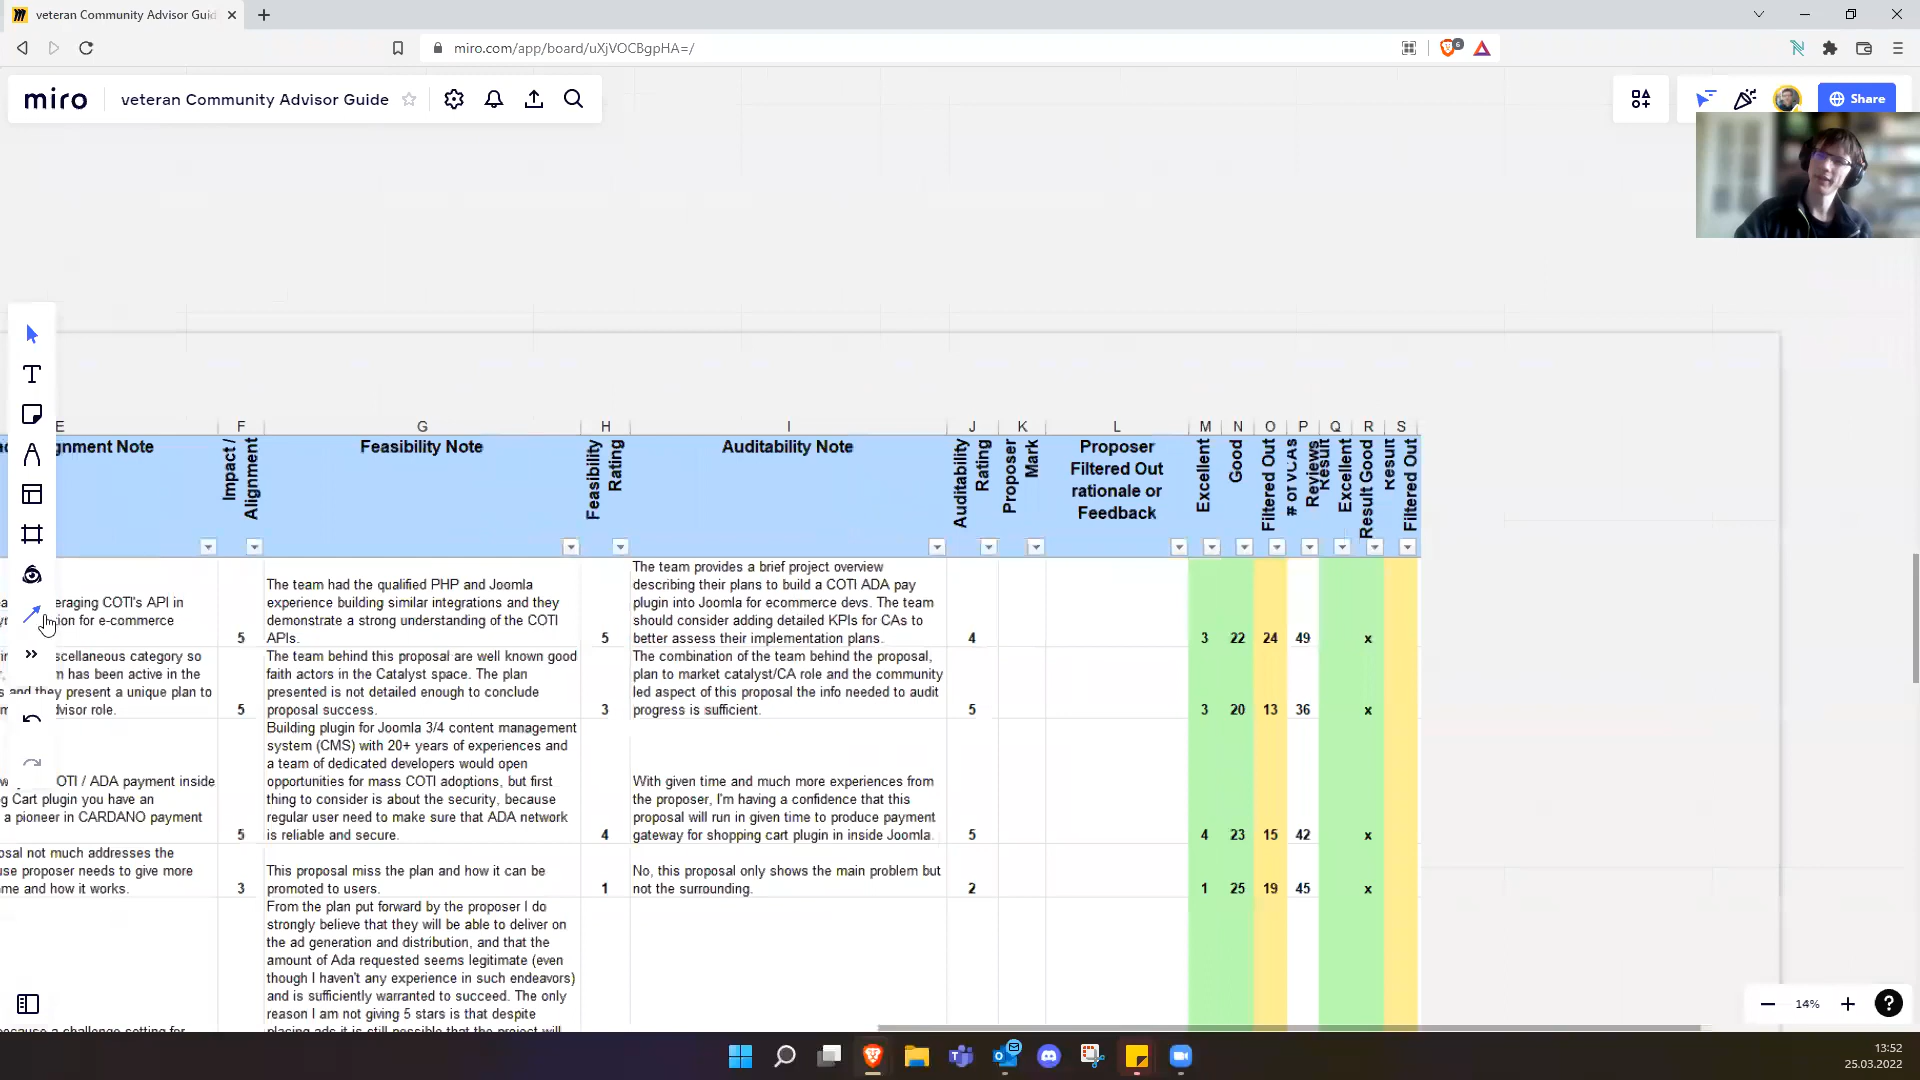 veteran Community Advisor Guid
miro.com/app/board/uXjVOCBgpHA=/
6
miro
veteran Community Advisor Guide
Share
E
F
G
H
I
J
K
L
M
N
O
P
Q
R
S
gnment Note
Impact / Alignment
Feasibility Note
Feasibility Rating
Auditability Note
Auditability Rating
Proposer Mark
Proposer
Filtered Out
rationale or
Feedback
Excellent
Good
Filtered Out
# of VCAs Reviews
Result Excellent
Result Good
Result Filtered Out
eraging COTI's API in
tion for e-commerce
5
The team had the qualified PHP and Joomla
experience building similar integrations and they
demonstrate a strong understanding of the COTI
APIs.
5
The team provides a brief project overview
describing their plans to build a COTI ADA pay
plugin into Joomla for ecommerce devs. The team
should consider adding detailed KPIs for CAs to
better assess their implementation plans.
4
3 22 24 49 x
scellaneous category so
m has been active in the
s and they present a unique plan to
dvisor role.
5
The team behind this proposal are well known good
faith actors in the Catalyst space. The plan
presented is not detailed enough to conclude
proposal success.
3
The combination of the team behind the proposal,
plan to market catalyst/CA role and the community
led aspect of this proposal the info needed to audit
progress is sufficient.
5
3 20 13 36 x
OTI / ADA payment inside
g Cart plugin you have an
a pioneer in CARDANO payment
5
Building plugin for Joomla 3/4 content management
system (CMS) with 20+ years of experiences and
a team of dedicated developers would open
opportunities for mass COTI adoptions, but first
thing to consider is about the security, because
regular user need to make sure that ADA network
is reliable and secure.
4
With given time and much more experiences from
the proposer, I'm having a confidence that this
proposal will run in given time to produce payment
gateway for shopping cart plugin in inside Joomla.
5
4 23 15 42 x
osal not much addresses the
use proposer needs to give more
me and how it works.
3
This proposal miss the plan and how it can be
promoted to users.
1
No, this proposal only shows the main problem but
not the surrounding.
2
1 25 19 45 x
From the plan put forward by the proposer I do
strongly believe that they will be able to deliver on
the ad generation and distribution, and that the
amount of Ada requested seems legitimate (even
though I haven't any experience in such endeavors)
and is sufficiently warranted to succeed. The only
reason I am not giving 5 stars is that despite
placing ads it is still possible that the project will
because a challenge setting for
14%
13:52
25.03.2022